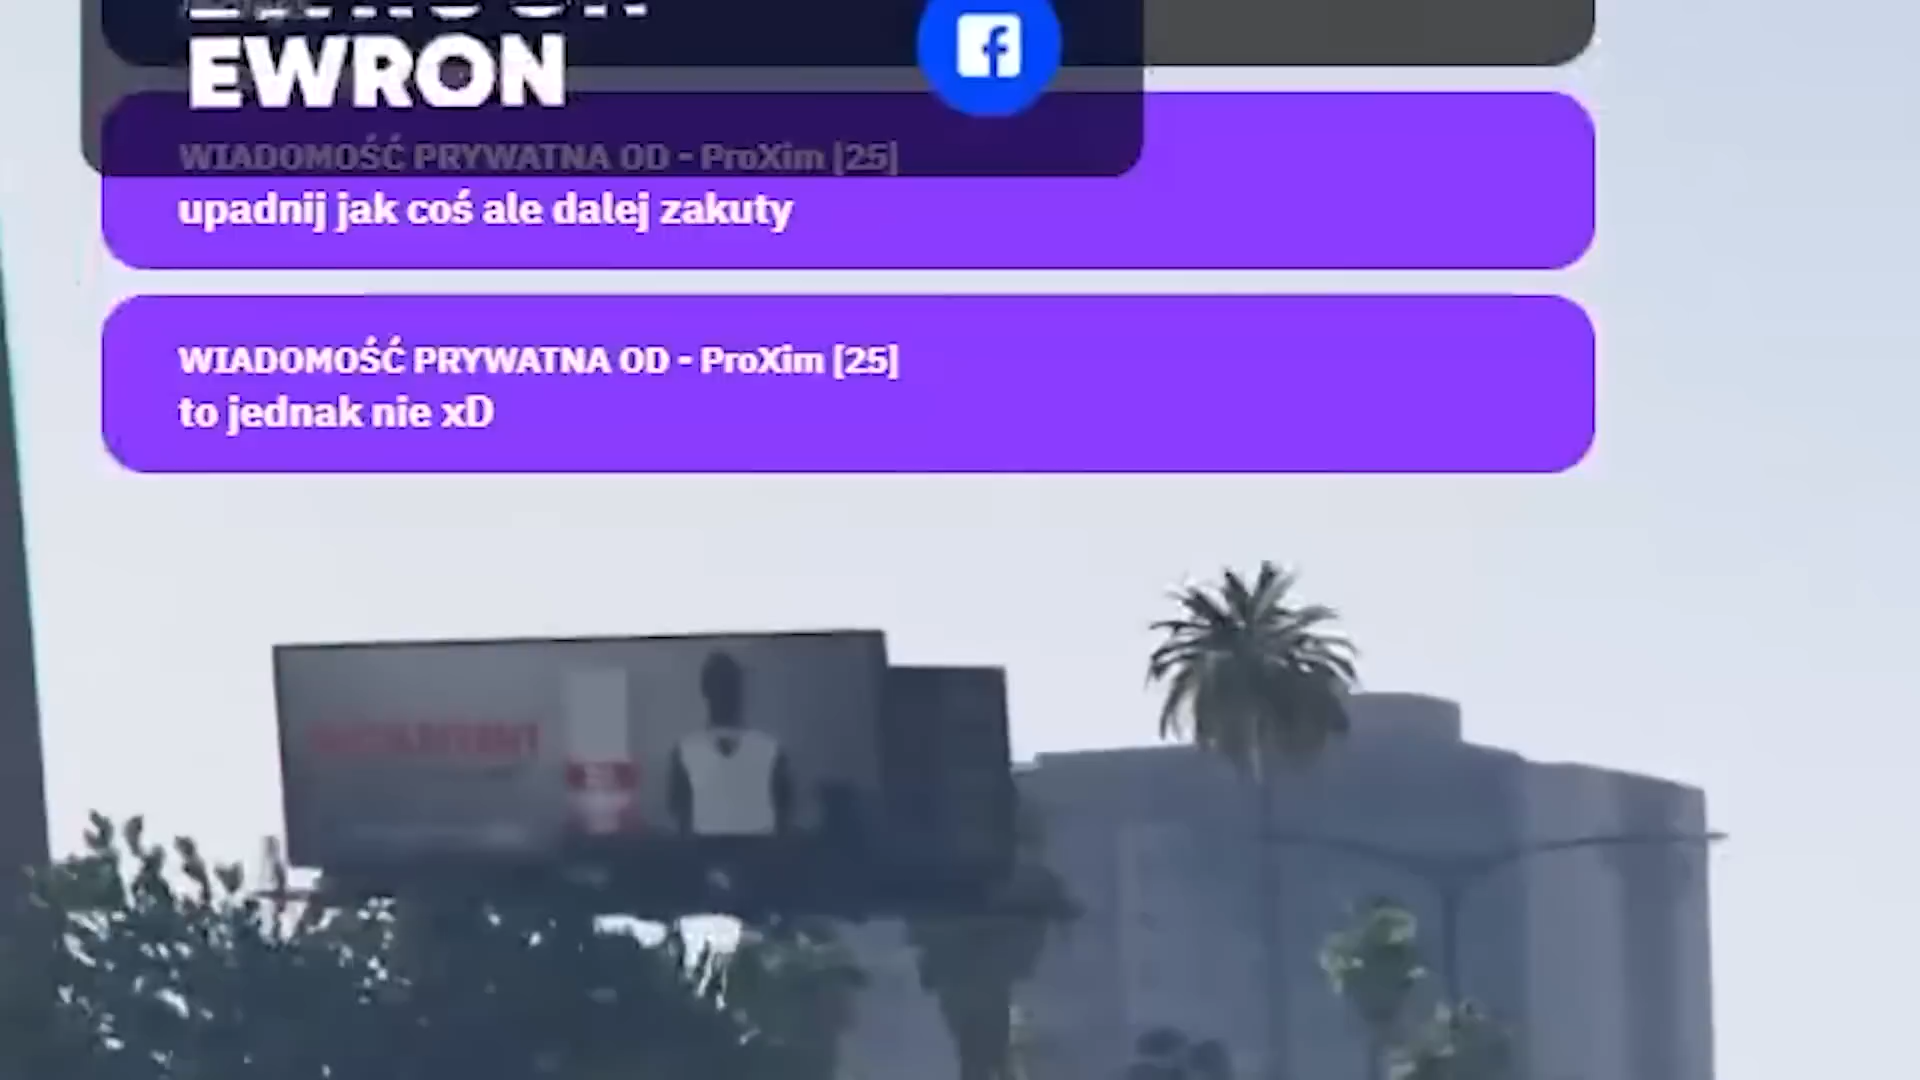 EWRON
WIADOMOŚĆ PRYWATNA OD - ProXim [25]
upadnij jak coś ale dalej zakuty
WIADOMOŚĆ PRYWATNA OD - ProXim [25]
to jednak nie xD